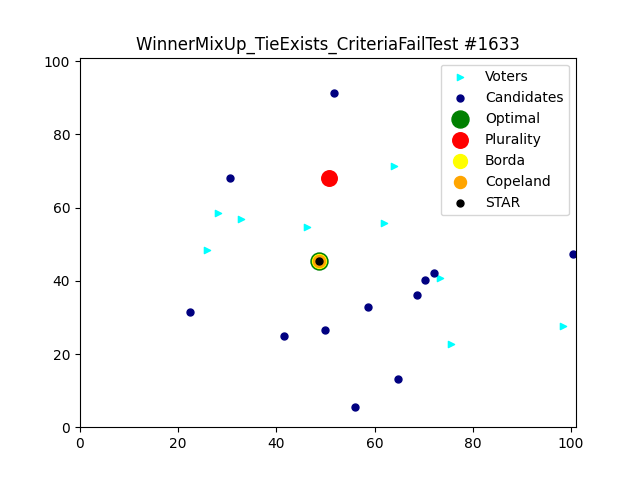 WinnerMixUp_TieExists_CriteriaFailTest #1633
100
80
60
40
20
0
0 20 40 60 80 100
Voters
Candidates
Optimal
Plurality
Borda
Copeland
STAR